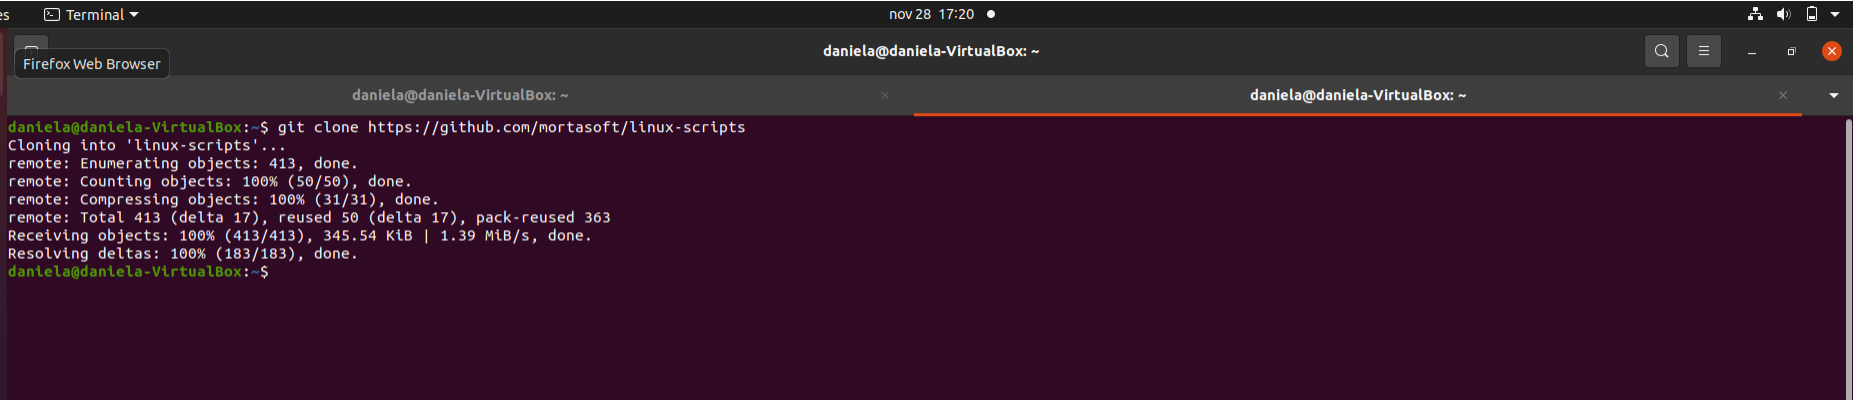 es Terminal nov 28 17:20
daniela@daniela-VirtualBox: ~
Firefox Web Browser
daniela@daniela-VirtualBox: ~ daniela@daniela-VirtualBox: ~
daniela@daniela-VirtualBox:~$ git clone https://github.com/mortasoft/linux-scripts
Cloning into 'linux-scripts'...
remote: Enumerating objects: 413, done.
remote: Counting objects: 100% (50/50), done.
remote: Compressing objects: 100% (31/31), done.
remote: Total 413 (delta 17), reused 50 (delta 17), pack-reused 363
Receiving objects: 100% (413/413), 345.54 KiB | 1.39 MiB/s, done.
Resolving deltas: 100% (183/183), done.
daniela@daniela-VirtualBox:~$